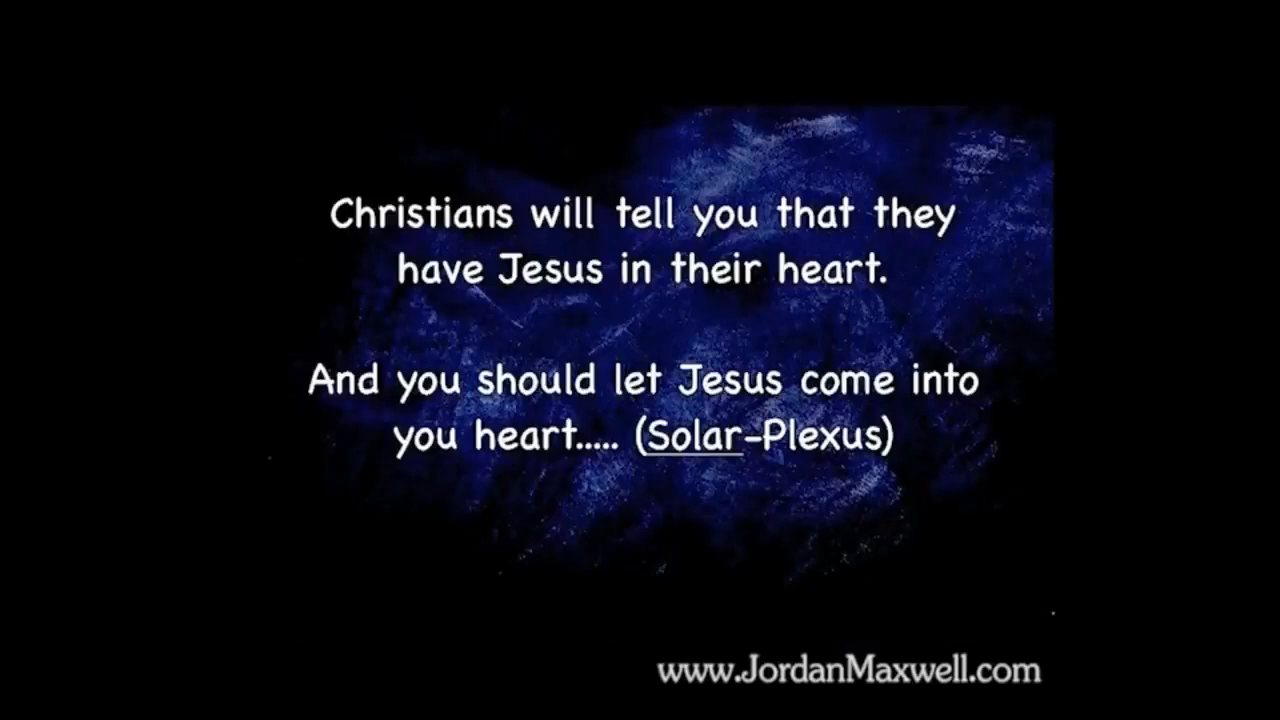 Christians will tell you that they
have Jesus in their heart.
And you should let Jesus come into
you heart..... (Solar-Plexus)
www.JordanMaxwell.com